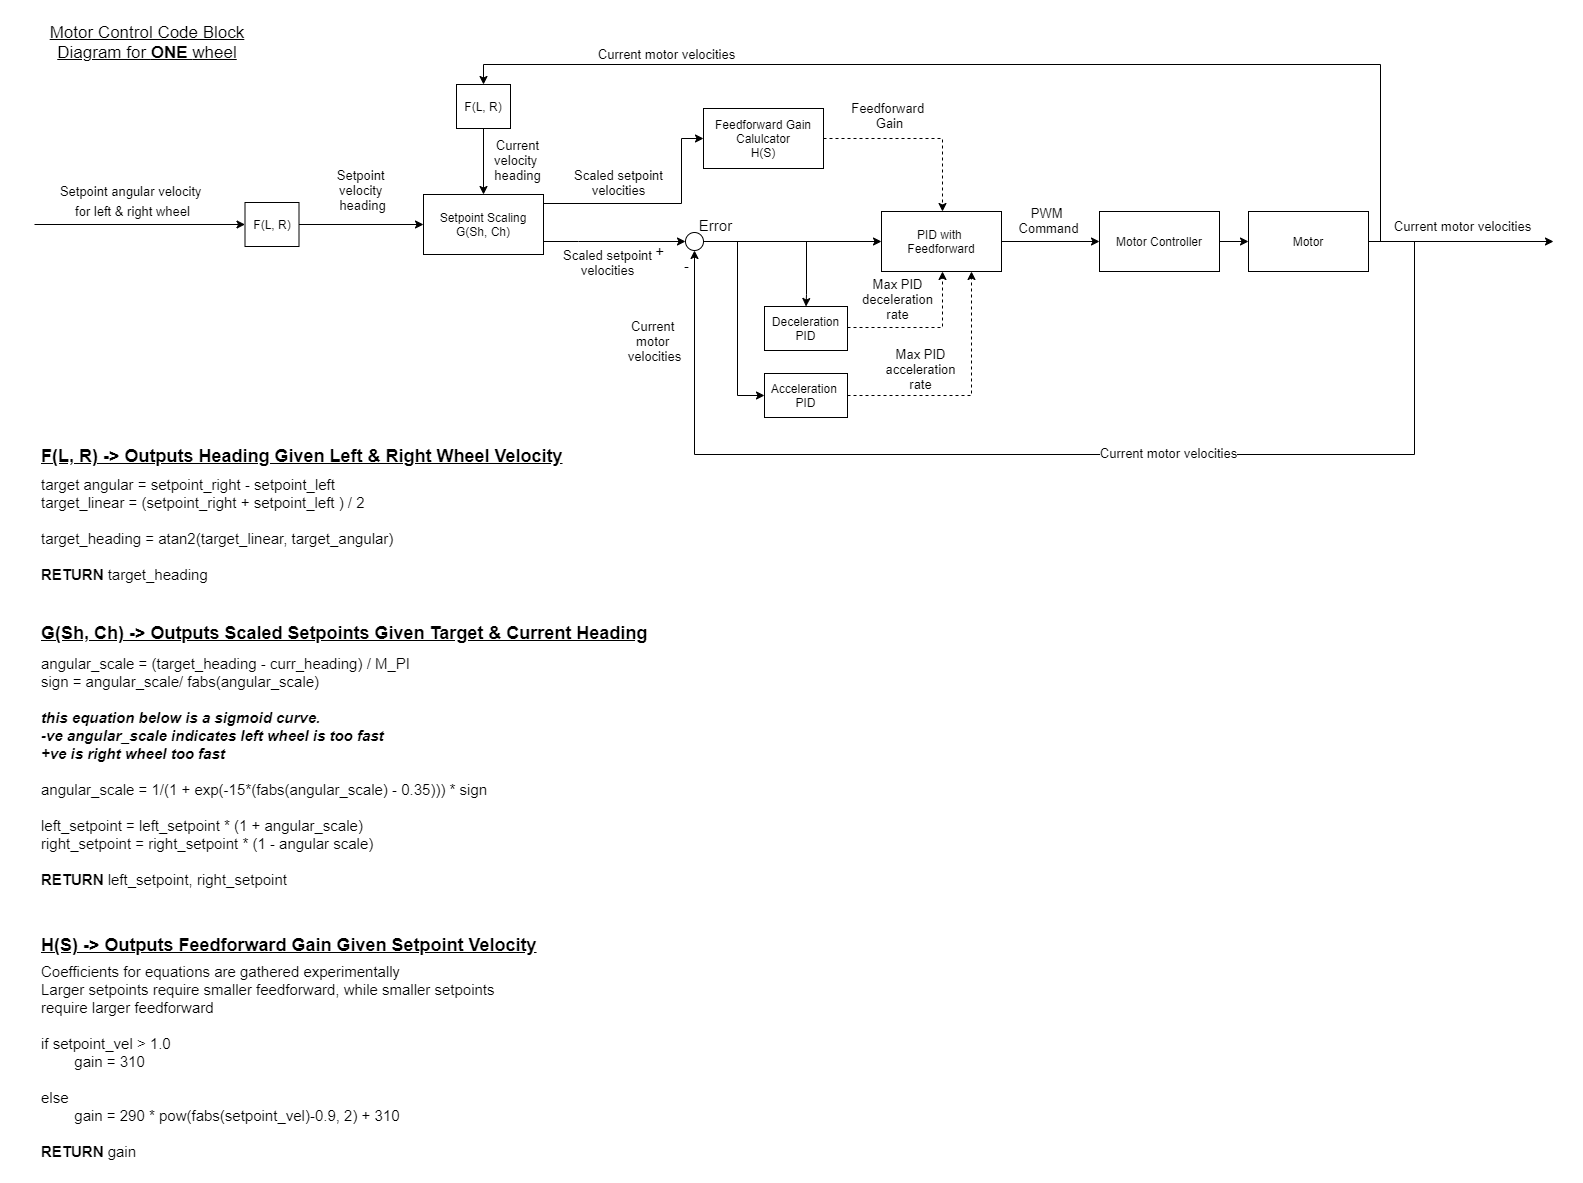 Motor Control Code Block
Diagram for ONE wheel
Current motor velocities
F(L, R)
Feedforward Gain
Calulcator
H(S)
Feedforward
Gain
Current
velocity
heading
Setpoint
velocity
heading
Scaled setpoint
velocities
Setpoint angular velocity
for left & right wheel
F(L, R)
Setpoint Scaling
G(Sh, Ch)
Error
PID with
Feedforward
PWM
Command
Motor Controller
Motor
Current motor velocities
Scaled setpoint
velocities
+
-
Max PID
deceleration
rate
Deceleration
PID
Current
motor
velocities
Max PID
acceleration
rate
Acceleration
PID
Current motor velocities
F(L, R) -> Outputs Heading Given Left & Right Wheel Velocity
target angular = setpoint_right - setpoint_left
target_linear = (setpoint_right + setpoint_left ) / 2
target_heading = atan2(target_linear, target_angular)
RETURN target_heading
G(Sh, Ch) -> Outputs Scaled Setpoints Given Target & Current Heading
angular_scale = (target_heading - curr_heading) / M_PI
sign = angular_scale/ fabs(angular_scale)
this equation below is a sigmoid curve.
-ve angular_scale indicates left wheel is too fast
+ve is right wheel too fast
angular_scale = 1/(1 + exp(-15*(fabs(angular_scale) - 0.35))) * sign
left_setpoint = left_setpoint * (1 + angular_scale)
right_setpoint = right_setpoint * (1 - angular scale)
RETURN left_setpoint, right_setpoint
H(S) -> Outputs Feedforward Gain Given Setpoint Velocity
Coefficients for equations are gathered experimentally
Larger setpoints require smaller feedforward, while smaller setpoints
require larger feedforward
if setpoint_vel > 1.0
gain = 310
else
gain = 290 * pow(fabs(setpoint_vel)-0.9, 2) + 310
RETURN gain